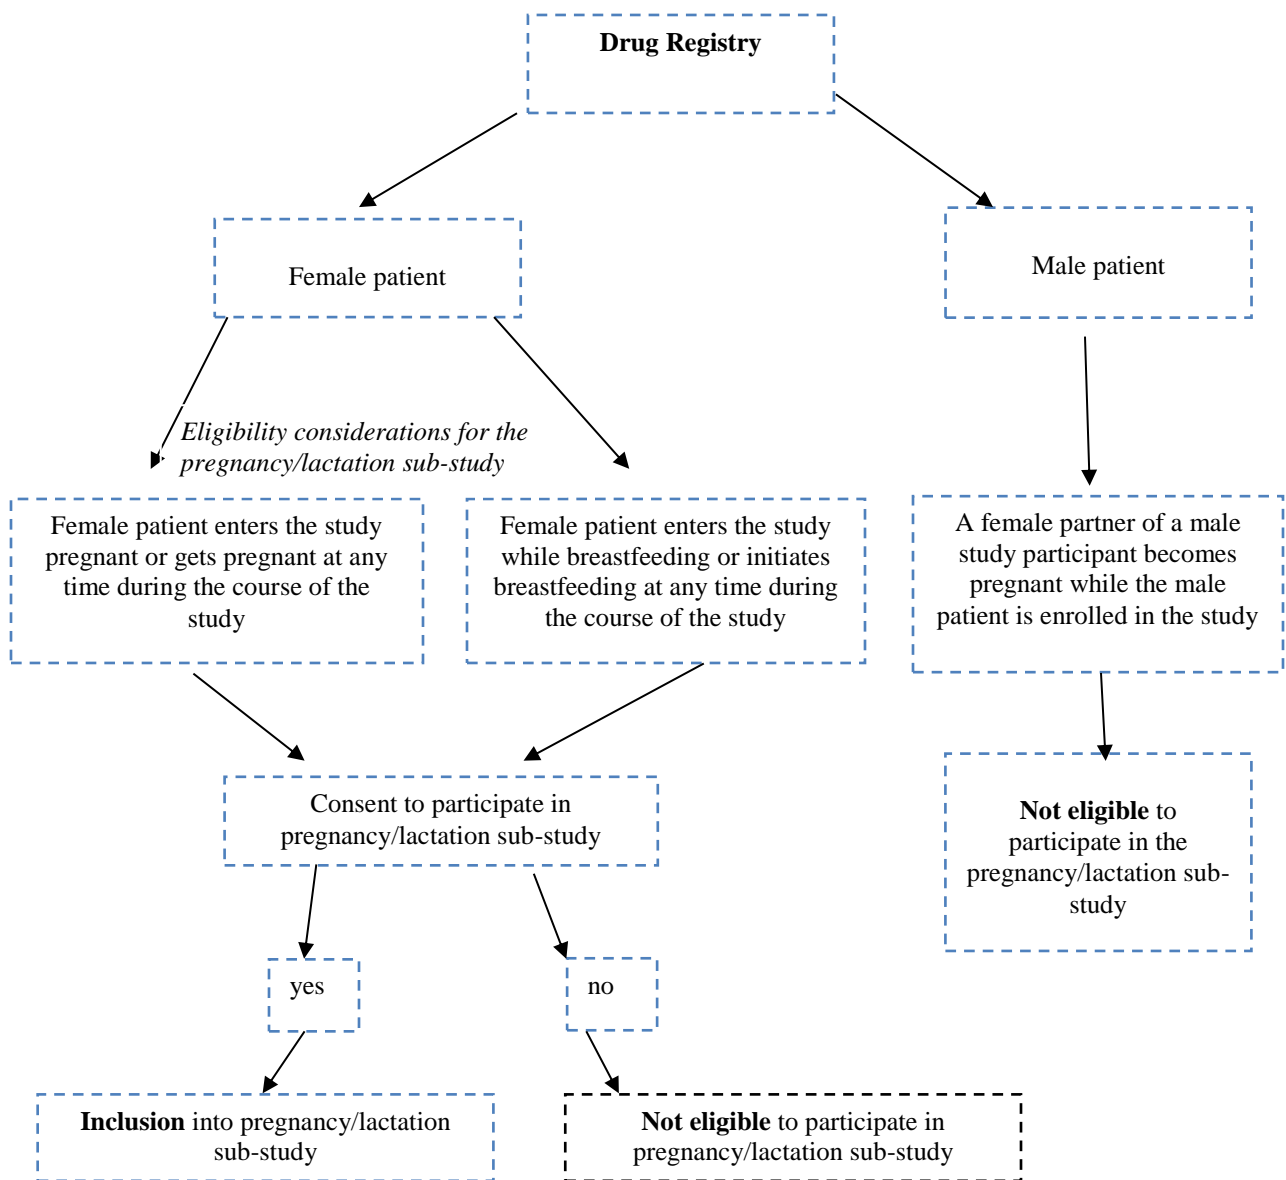 Drug Registry
Female patient
Male patient
Eligibility considerations for the
pregnancy/lactation sub-study
Female patient enters the study
pregnant or gets pregnant at any
time during the course of the
study
Female patient enters the study
while breastfeeding or initiates
breastfeeding at any time during
the course of the study
A female partner of a male
study participant becomes
pregnant while the male
patient is enrolled in the study
Consent to participate in
pregnancy/lactation sub-study
Not eligible to
participate in the
pregnancy/lactation sub-
study
yes
no
Inclusion into pregnancy/lactation
sub-study
Not eligible to participate in
pregnancy/lactation sub-study